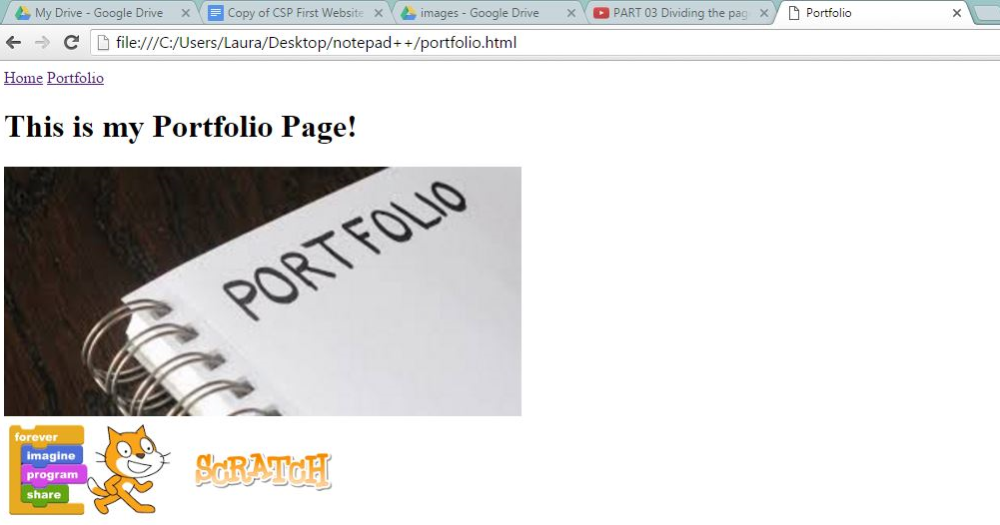 My Drive - Google Drive
Copy of CSP First Website
images - Google Drive
PART 03 Dividing the pag
Portfolio
file:///C:/Users/Laura/Desktop/notepad++/portfolio.html
Home Portfolio
This is my Portfolio Page!
PORTFOLIO
forever
imagine
program
share
SCRATCH